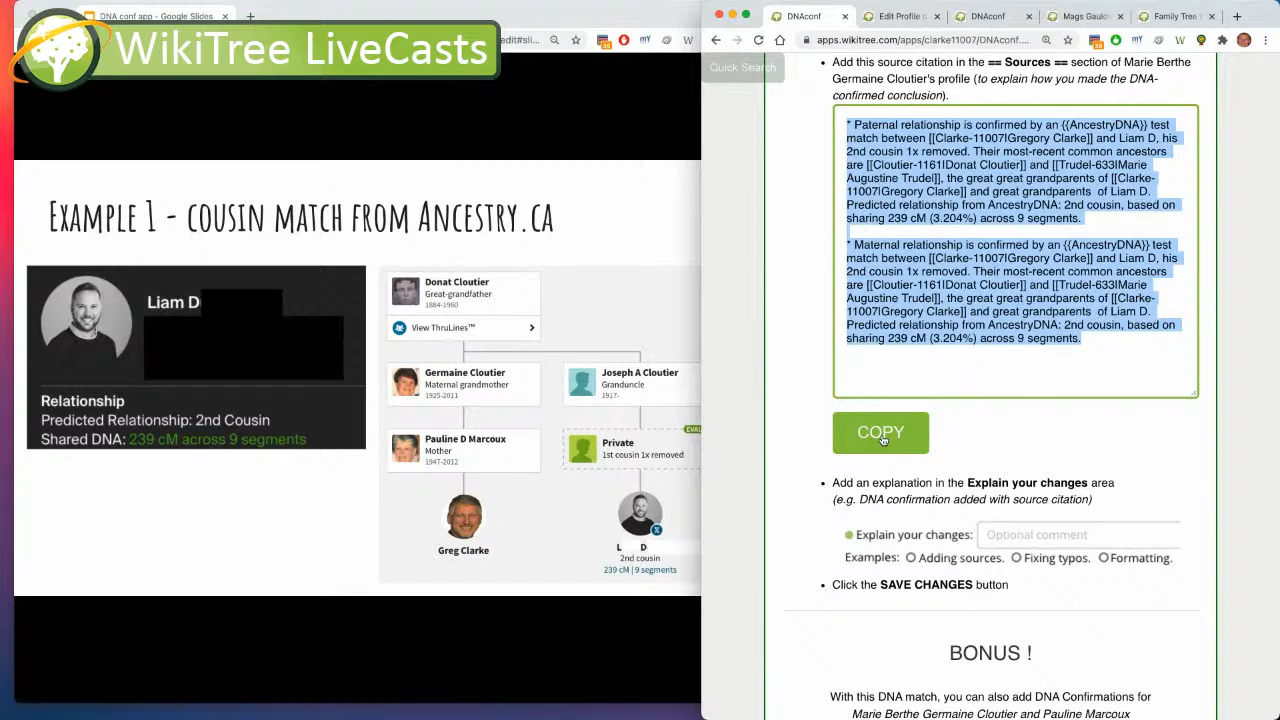 DNA conf app - Google Slides
WikiTree LiveCasts
edit#sli...
Example 1 - cousin match from Ancestry.ca
Liam D
Relationship
Predicted Relationship: 2nd Cousin
Shared DNA: 239 cM across 9 segments
Donat Cloutier
Great-grandfather
1884-1960
View ThruLines™
Germaine Cloutier
Maternal grandmother
1925-2011
Joseph A Cloutier
Granduncle
1917-
Pauline D Marcoux
Mother
1947-2012
EVAL
Private
1st cousin 1x removed
Greg Clarke
L D
2nd cousin
239 cM | 9 segments
DNAconf
Edit Profile
DNAconf
Mags Gaul
Family Tree
apps.wikitree.com/apps/clarke11007/DNAconf.
Quick Search
• Add this source citation in the == Sources == section of Marie Berthe
Germaine Cloutier's profile (to explain how you made the DNA-
confirmed conclusion).
* Paternal relationship is confirmed by an {{AncestryDNA}} test
match between [[Clarke-11007|Gregory Clarke]] and Liam D, his
2nd cousin 1x removed. Their most-recent common ancestors
are [[Cloutier-1161|Donat Cloutier]] and [[Trudel-633|Marie
Augustine Trudel]], the great great grandparents of [[Clarke-
11007|Gregory Clarke]] and great grandparents of Liam D.
Predicted relationship from AncestryDNA: 2nd cousin, based on
sharing 239 cM (3.204%) across 9 segments.
* Maternal relationship is confirmed by an {{AncestryDNA}} test
match between [[Clarke-11007|Gregory Clarke]] and Liam D, his
2nd cousin 1x removed. Their most-recent common ancestors
are [[Cloutier-1161|Donat Cloutier]] and [[Trudel-633|Marie
Augustine Trudel]], the great great grandparents of [[Clarke-
11007|Gregory Clarke]] and great grandparents of Liam D.
Predicted relationship from AncestryDNA: 2nd cousin, based on
sharing 239 cM (3.204%) across 9 segments.
COPY
• Add an explanation in the Explain your changes area
(e.g. DNA confirmation added with source citation)
Explain your changes: Optional comment
Examples: Adding sources. Fixing typos. Formatting.
• Click the SAVE CHANGES button
BONUS !
With this DNA match, you can also add DNA Confirmations for
Marie Berthe Germaine Cloutier and Pauline Marcoux